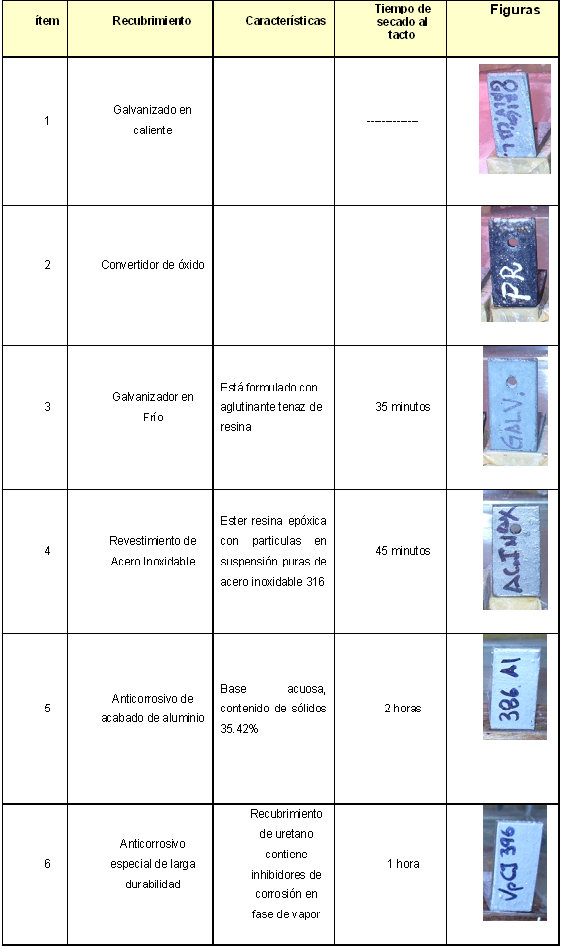 ítem
Recubrimiento
Características
Tiempo de
secado al
tacto
Figuras
1
Galvanizado en
caliente
--------------
2
Convertidor de óxido
PR
3
Galvanizador en
Frío
Está formulado con
aglutinante tenaz de
resina
35 minutos
GALV.
4
Revestimiento de
Acero Inoxidable
Ester resina epóxica
con particulas en
suspensión puras de
acero inoxidable 316
45 minutos
AC.INOX
5
Anticorrosivo de
acabado de aluminio
Base acuosa,
contenido de sólidos
35.42%
2 horas
386 Al
6
Anticorrosivo
especial de larga
durabilidad
Recubrimiento
de uretano
contiene
inhibidores de
corrosión en
fase de vapor
1 hora
VpCI 396